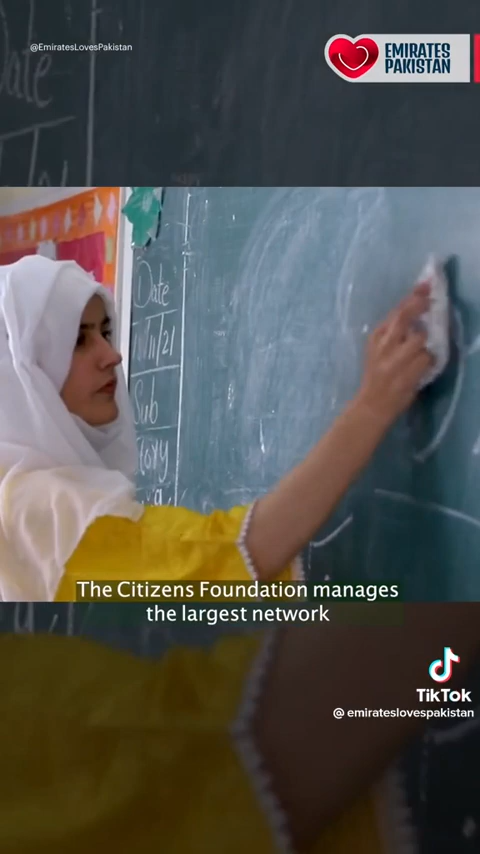 @EmiratesLovesPakistan
EMIRATES
PAKISTAN
Date
Sub
The Citizens Foundation manages
the largest network
TikTok
@emirateslovespakistan